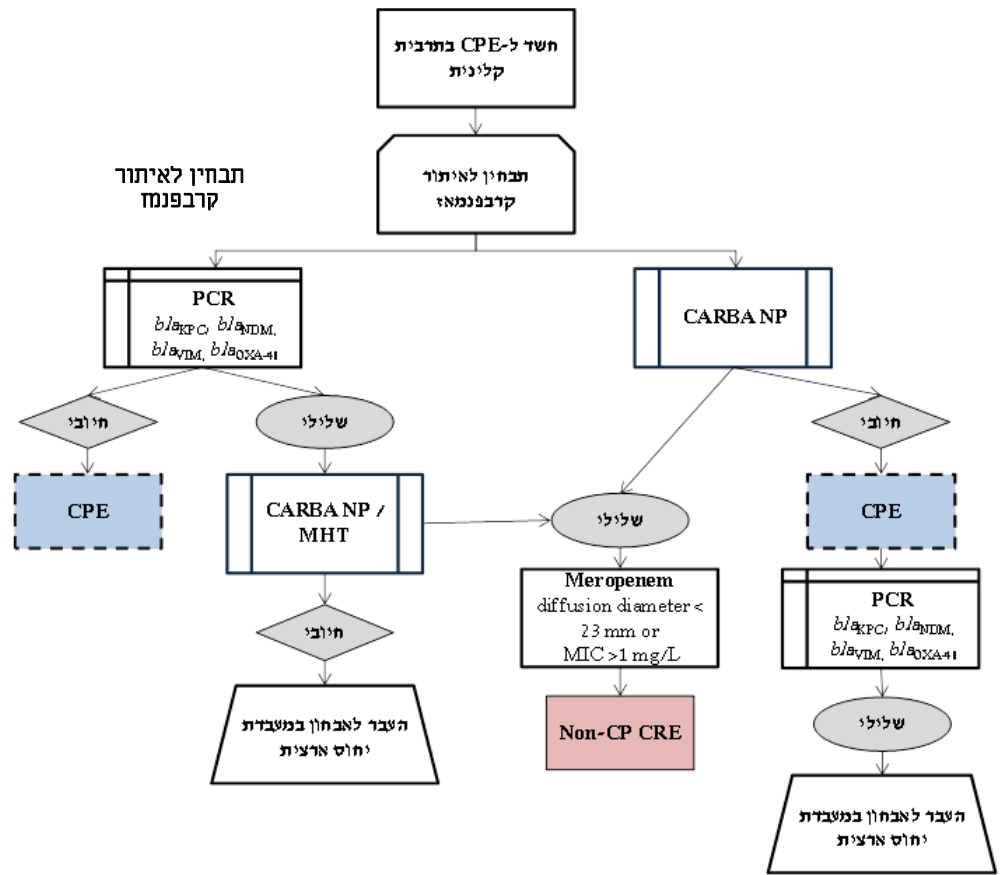 חשד ל-CPE בתרבית
קלינית
תבחין לאיתור
קרבפנמאז
תבחין לאיתור
קרבפנמז
PCR
blaKPC, blaNDM,
blaVIM, blaOXA-48
CARBA NP
חיובי
שלילי
חיובי
CPE
CARBA NP /
MHT
שלילי
CPE
Meropenem
diffusion diameter <
23 mm or
MIC >1 mg/L
PCR
blaKPC, blaNDM,
blaVIM, blaOXA-48
חיובי
העבר לאבחון במעבדת
יחוס ארצית
Non-CP CRE
שלילי
העבר לאבחון במעבדת
יחוס ארצית